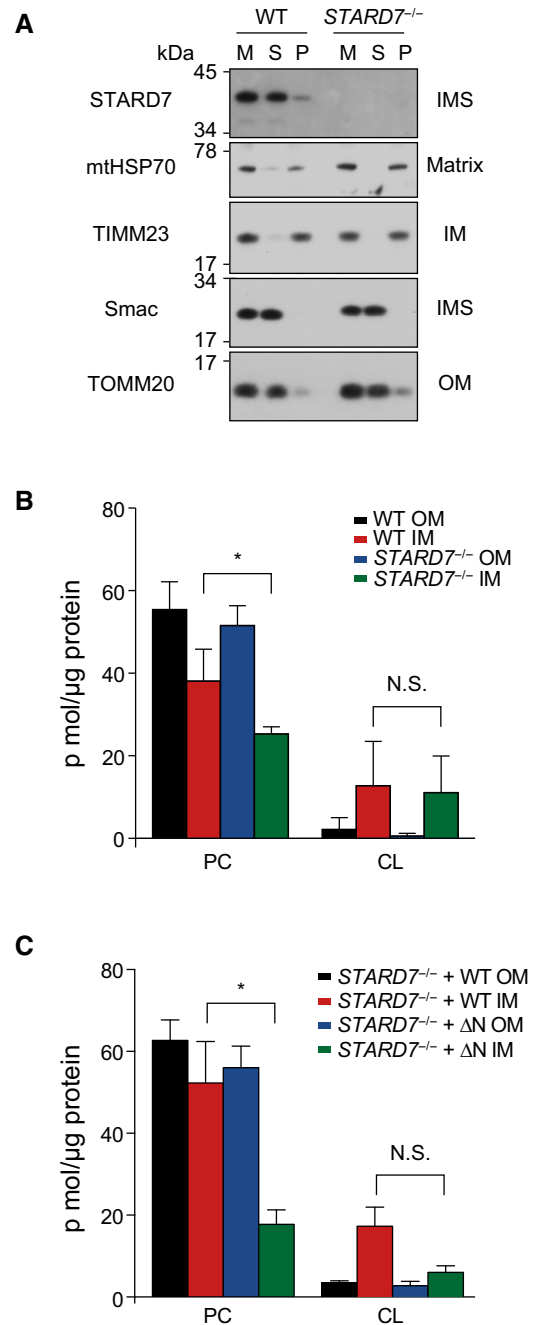 A
WT STARD7⁻/⁻
kDa M S P M S P
45
STARD7 IMS
34
78
mtHSP70 Matrix
TIMM23 IM
17
34
Smac IMS
17
17
TOMM20 OM
B
80
60
40
20
0
p mol/µg protein
WT OM
WT IM
STARD7⁻/⁻ OM
STARD7⁻/⁻ IM
*
N.S.
PC CL
C
80
60
40
20
0
p mol/µg protein
STARD7⁻/⁻ + WT OM
STARD7⁻/⁻ + WT IM
STARD7⁻/⁻ + ΔN OM
STARD7⁻/⁻ + ΔN IM
*
N.S.
PC CL